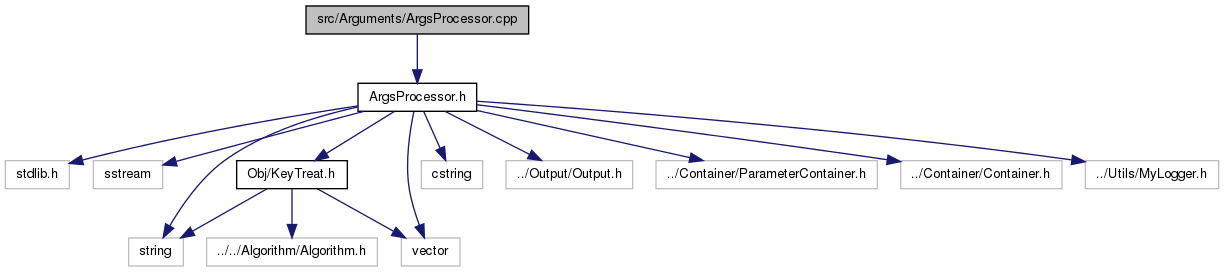 src/Arguments/ArgsProcessor.cpp
ArgsProcessor.h
stdlib.h
sstream
Obj/KeyTreat.h
cstring
../Output/Output.h
../Container/ParameterContainer.h
../Container/Container.h
../Utils/MyLogger.h
string
../../Algorithm/Algorithm.h
vector